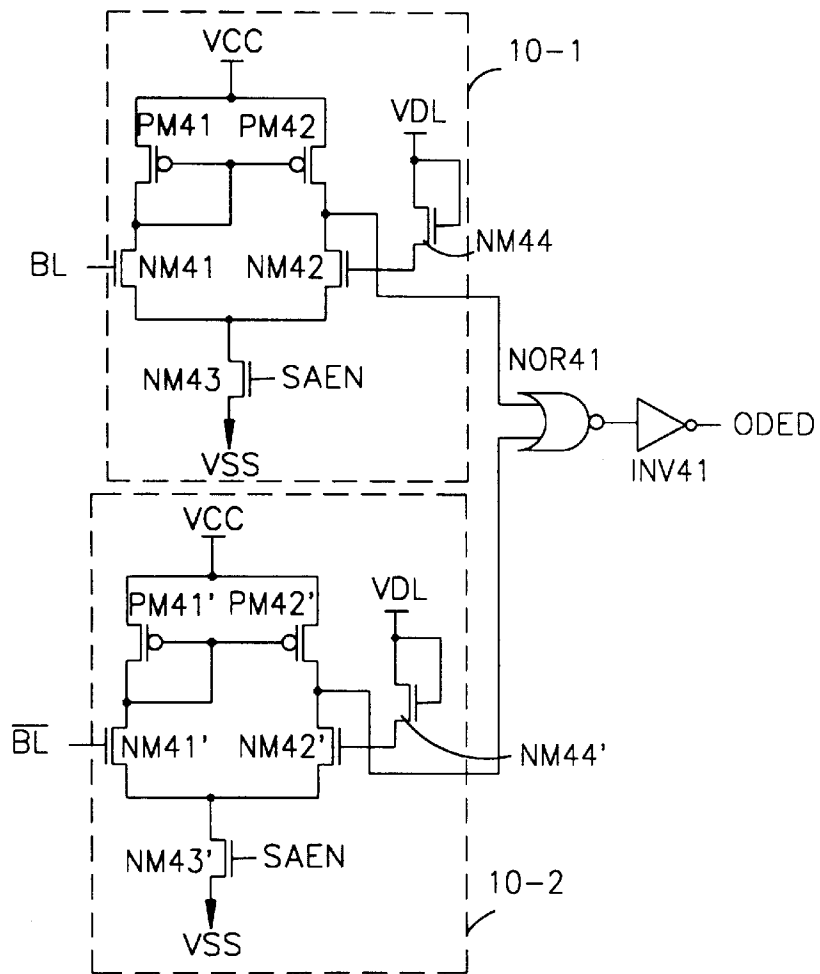 10-1
VCC
VDL
PM41 PM42
NM44
BL
NM41 NM42
NOR41
NM43
SAEN
VSS
ODED
INV41
VCC
VDL
PM41' PM42'
B̅L̅
NM41' NM42'
NM44'
NM43'
SAEN
VSS
10-2